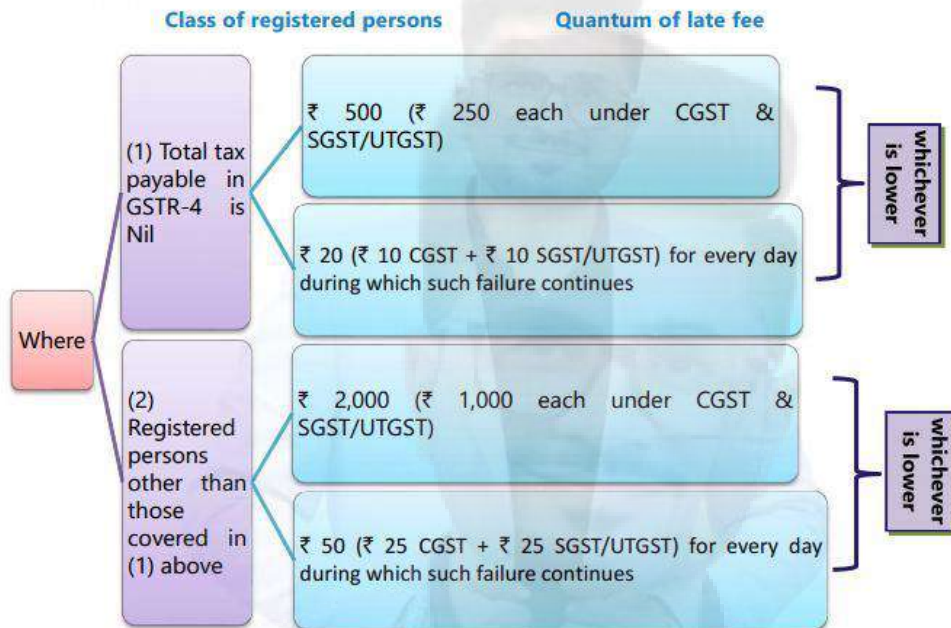 Class of registered persons
Quantum of late fee
Where
(1) Total tax
payable in
GSTR-4 is
Nil
₹ 500 (₹ 250 each under CGST &
SGST/UTGST)
₹ 20 (₹ 10 CGST + ₹ 10 SGST/UTGST) for every day
during which such failure continues
whichever
is lower
(2)
Registered
persons
other than
those
covered in
(1) above
₹ 2,000 (₹ 1,000 each under CGST &
SGST/UTGST)
₹ 50 (₹ 25 CGST + ₹ 25 SGST/UTGST) for every day
during which such failure continues
whichever
is lower